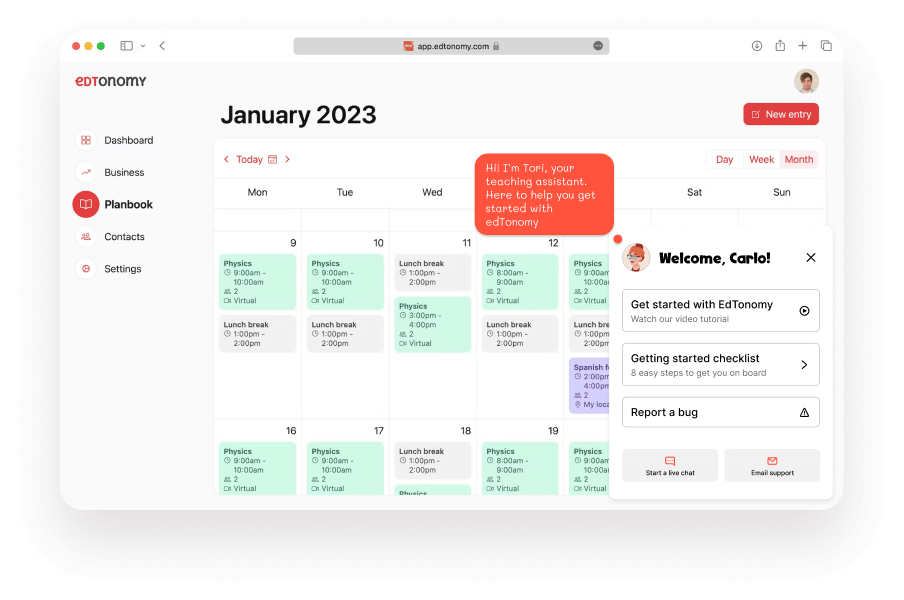 app.edtonomy.com
EDTONOMY
January 2023
New entry
Dashboard
Business
Planbook
Contacts
Settings
Today
Day
Week
Month
Mon
Tue
Wed
Sat
Sun
Hi! I'm Tori, your
teaching assistant.
Here to help you get
started with
edTonomy
9
10
11
12
Physics
9:00am -
10:00am
2
Virtual
Lunch break
1:00pm -
2:00pm
Physics
9:00am -
10:00am
2
Virtual
Lunch break
1:00pm -
2:00pm
Lunch break
1:00pm -
2:00pm
Physics
3:00pm -
4:00pm
2
Virtual
Physics
8:00am -
9:00am
2
Virtual
Lunch break
1:00pm -
2:00pm
Physics
9:00am
10:00am
2
Virtual
Lunch bre
1:00pm
2:00pm
Spanish f
2:00pm
4:00pm
2
My loca
16
17
18
19
Physics
9:00am -
10:00am
2
Virtual
Physics
9:00am -
10:00am
2
Virtual
Lunch break
1:00pm -
2:00pm
Physics
Physics
8:00am -
9:00am
2
Virtual
Physics
9:00am
10:00am
2
Virtual
Welcome, Carlo!
Get started with EdTonomy
Watch our video tutorial
Getting started checklist
8 easy steps to get you on board
Report a bug
Start a live chat
Email support